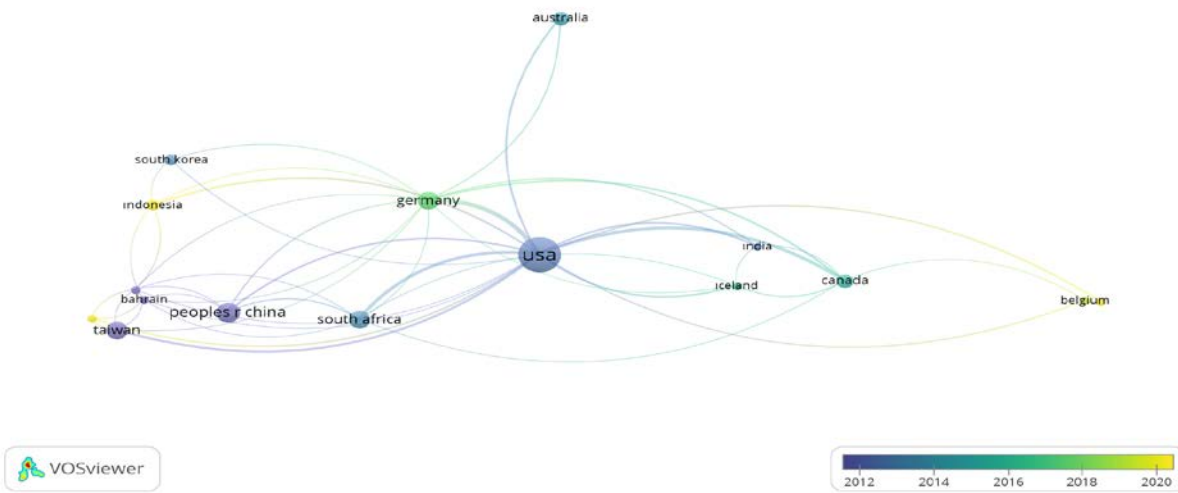 australia
south korea
indonesia
germany
usa
india
iceland
canada
belgium
bahrain
peoples r china
taiwan
south africa
VOSviewer
2012 2014 2016 2018 2020